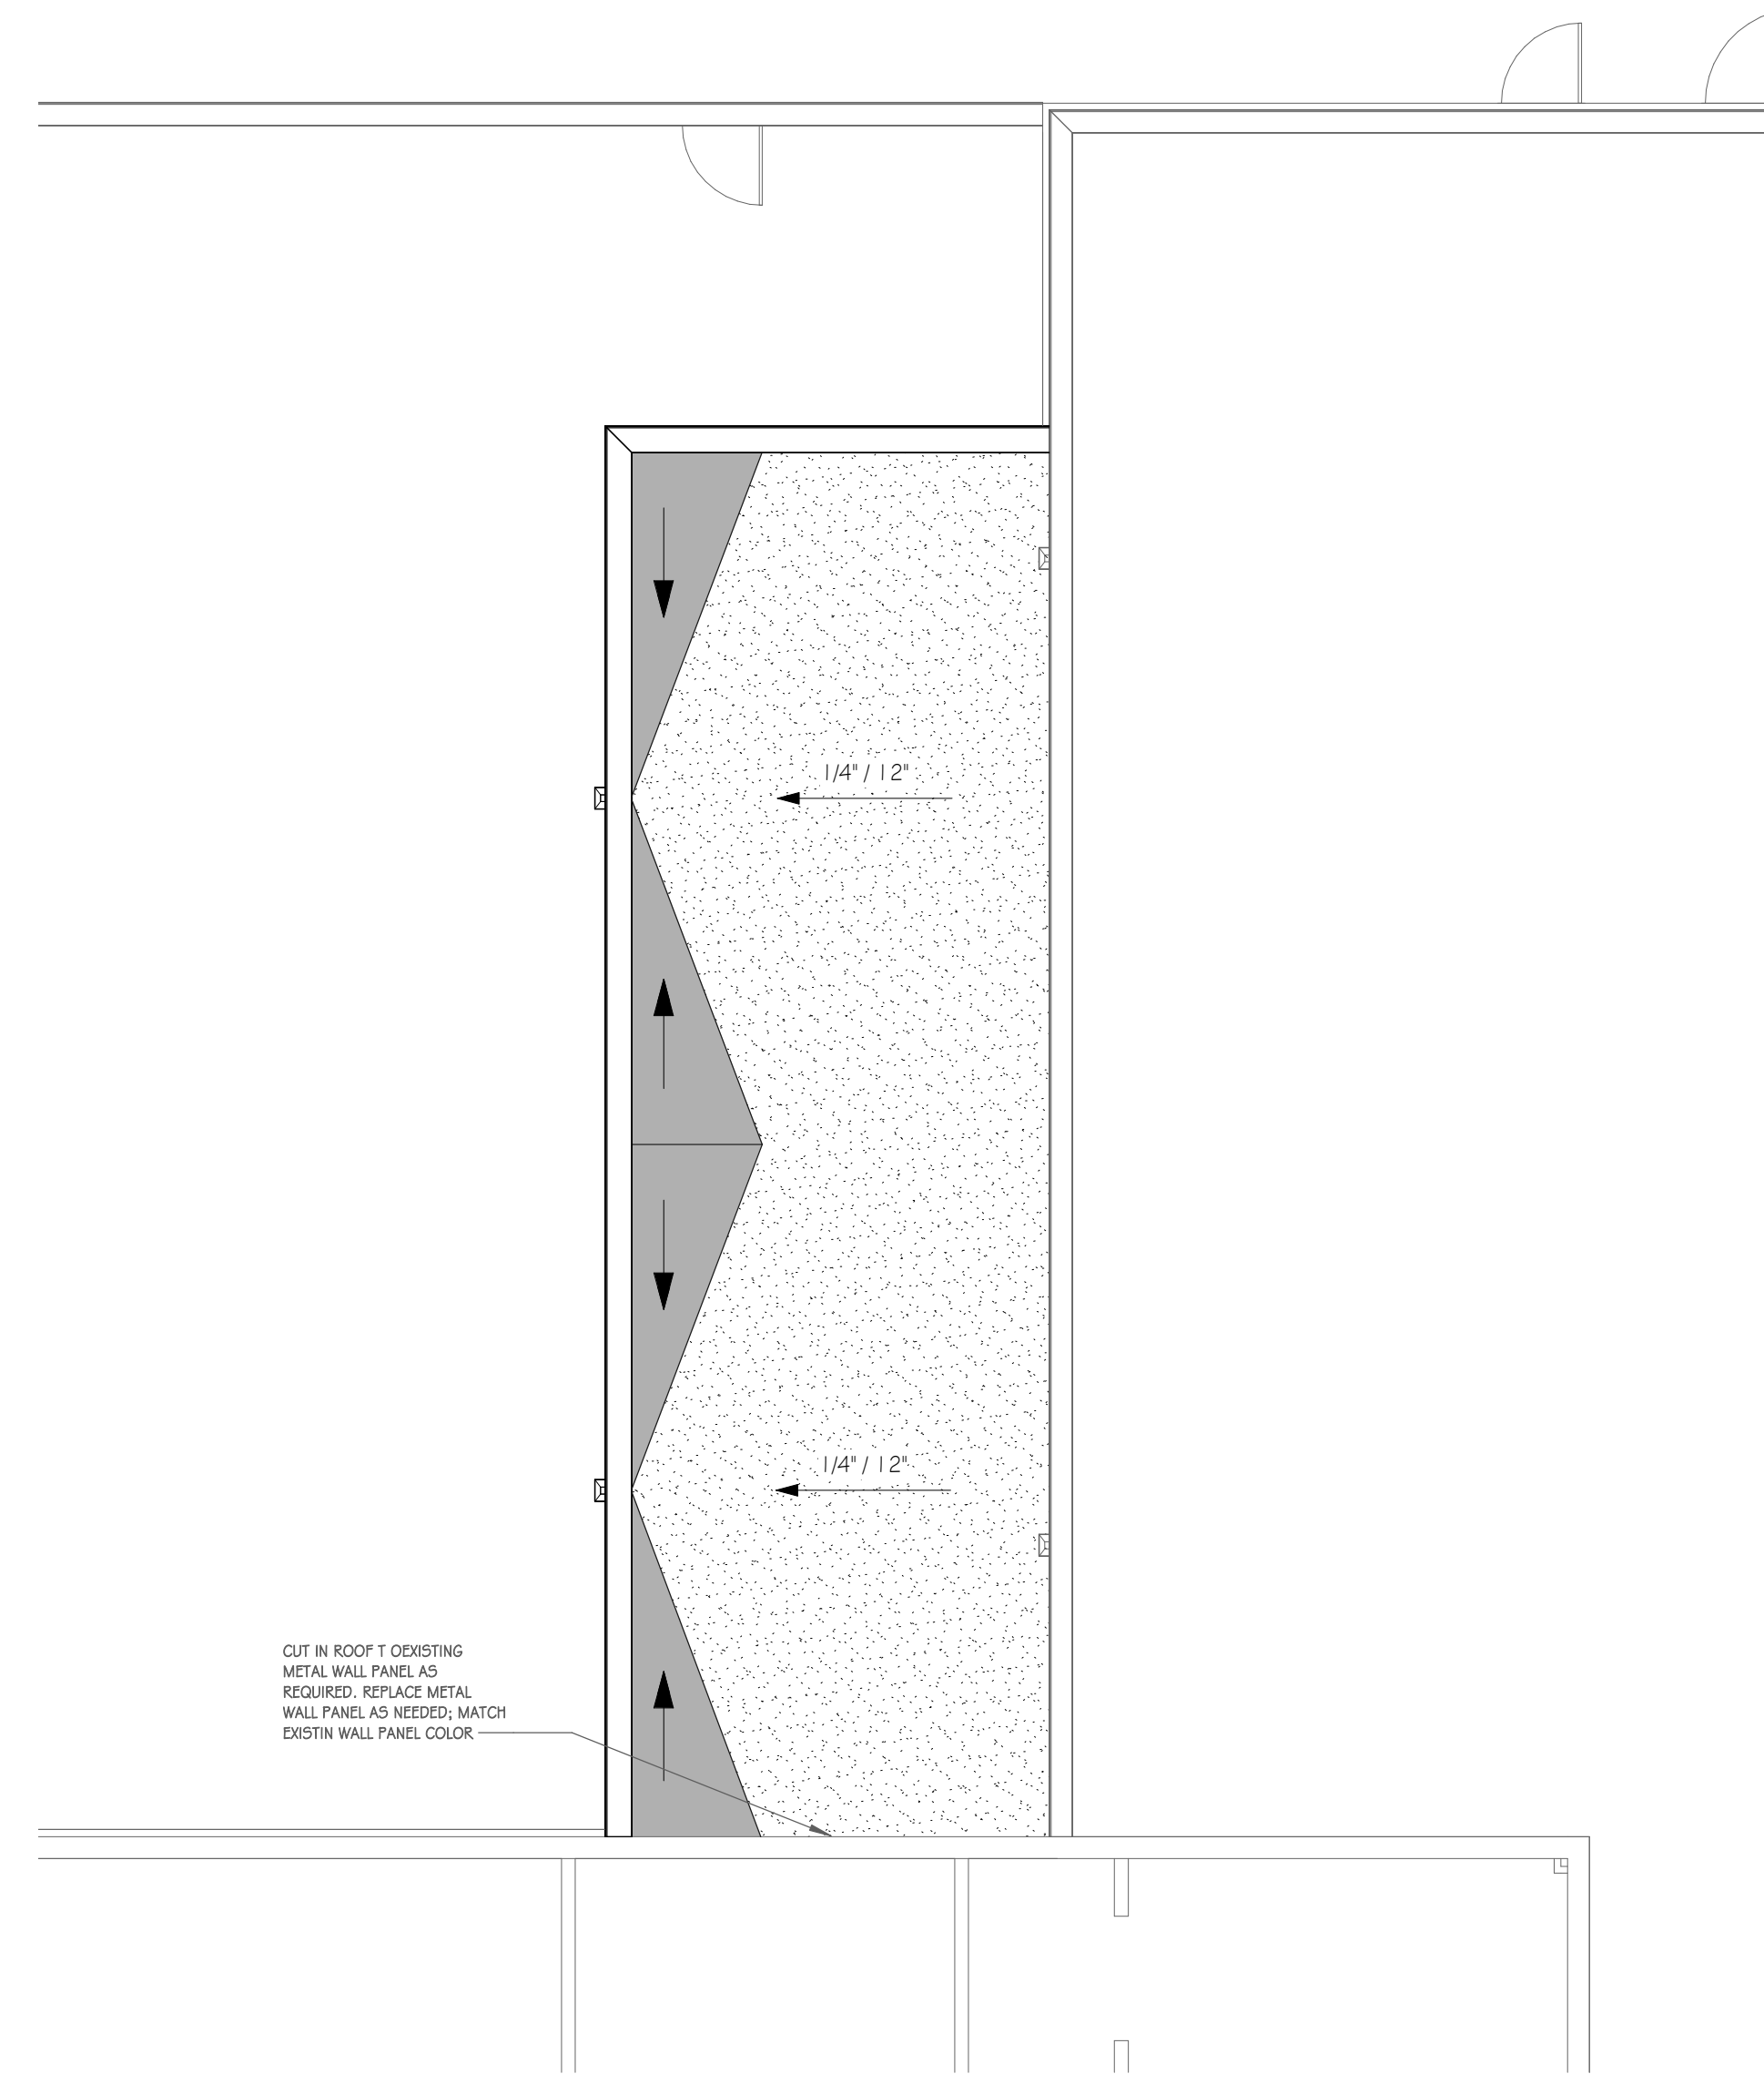 1/4" / 12"
1/4" / 12"
CUT IN ROOF T OEXISTING
METAL WALL PANEL AS
REQUIRED. REPLACE METAL
WALL PANEL AS NEEDED; MATCH
EXISTIN WALL PANEL COLOR